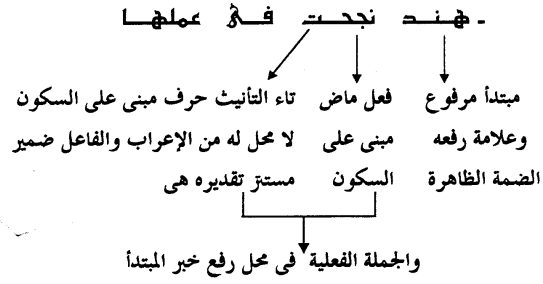 - هند نجحت فى عملها
مبتدأ مرفوع فعل ماض تاء التأنيث حرف مبنى على السكون
وعلامة رفعه مبنى على لا محل له من الإعراب والفاعل ضمير
الضمة الظاهرة السكون مستتر تقديره هى
والجملة الفعلية فى محل رفع خبر المبتدأ